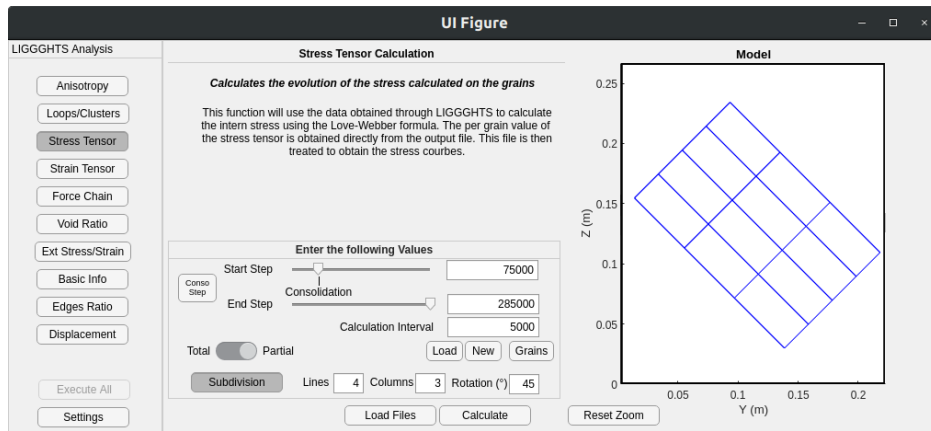 UI Figure
LIGGGHTS Analysis
Anisotropy
Loops/Clusters
Stress Tensor
Strain Tensor
Force Chain
Void Ratio
Ext Stress/Strain
Basic Info
Edges Ratio
Displacement
Execute All
Settings
Stress Tensor Calculation
Calculates the evolution of the stress calculated on the grains
This function will use the data obtained through LIGGGHTS to calculate
the intern stress using the Love-Webber formula. The per grain value of
the stress tensor is obtained directly from the output file. This file is then
treated to obtain the stress courbes.
Enter the following Values
Conso
Step
Start Step 75000
Consolidation
End Step 285000
Calculation Interval 5000
Total Partial Load New Grains
Subdivision Lines 4 Columns 3 Rotation (°) 45
Load Files Calculate Reset Zoom
Model
0.25
0.2
0.15
0.1
0.05
0
Z (m)
0.05 0.1 0.15 0.2
Y (m)